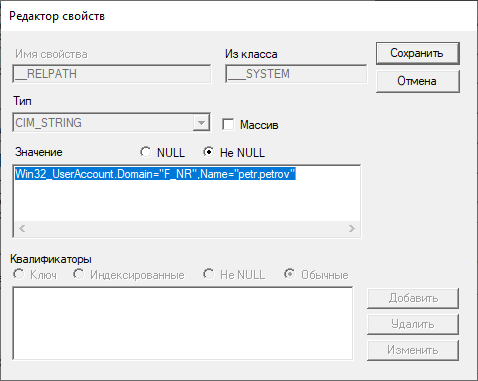 Редактор свойств
Имя свойства Из класса Сохранить
__RELPATH ___SYSTEM
Отмена
Тип
CIM_STRING Массив
Значение NULL Не NULL
Win32_UserAccount.Domain="F_NR",Name="petr.petrov"
Квалификаторы
Ключ Индексированные Не NULL Обычные
Добавить
Удалить
Изменить